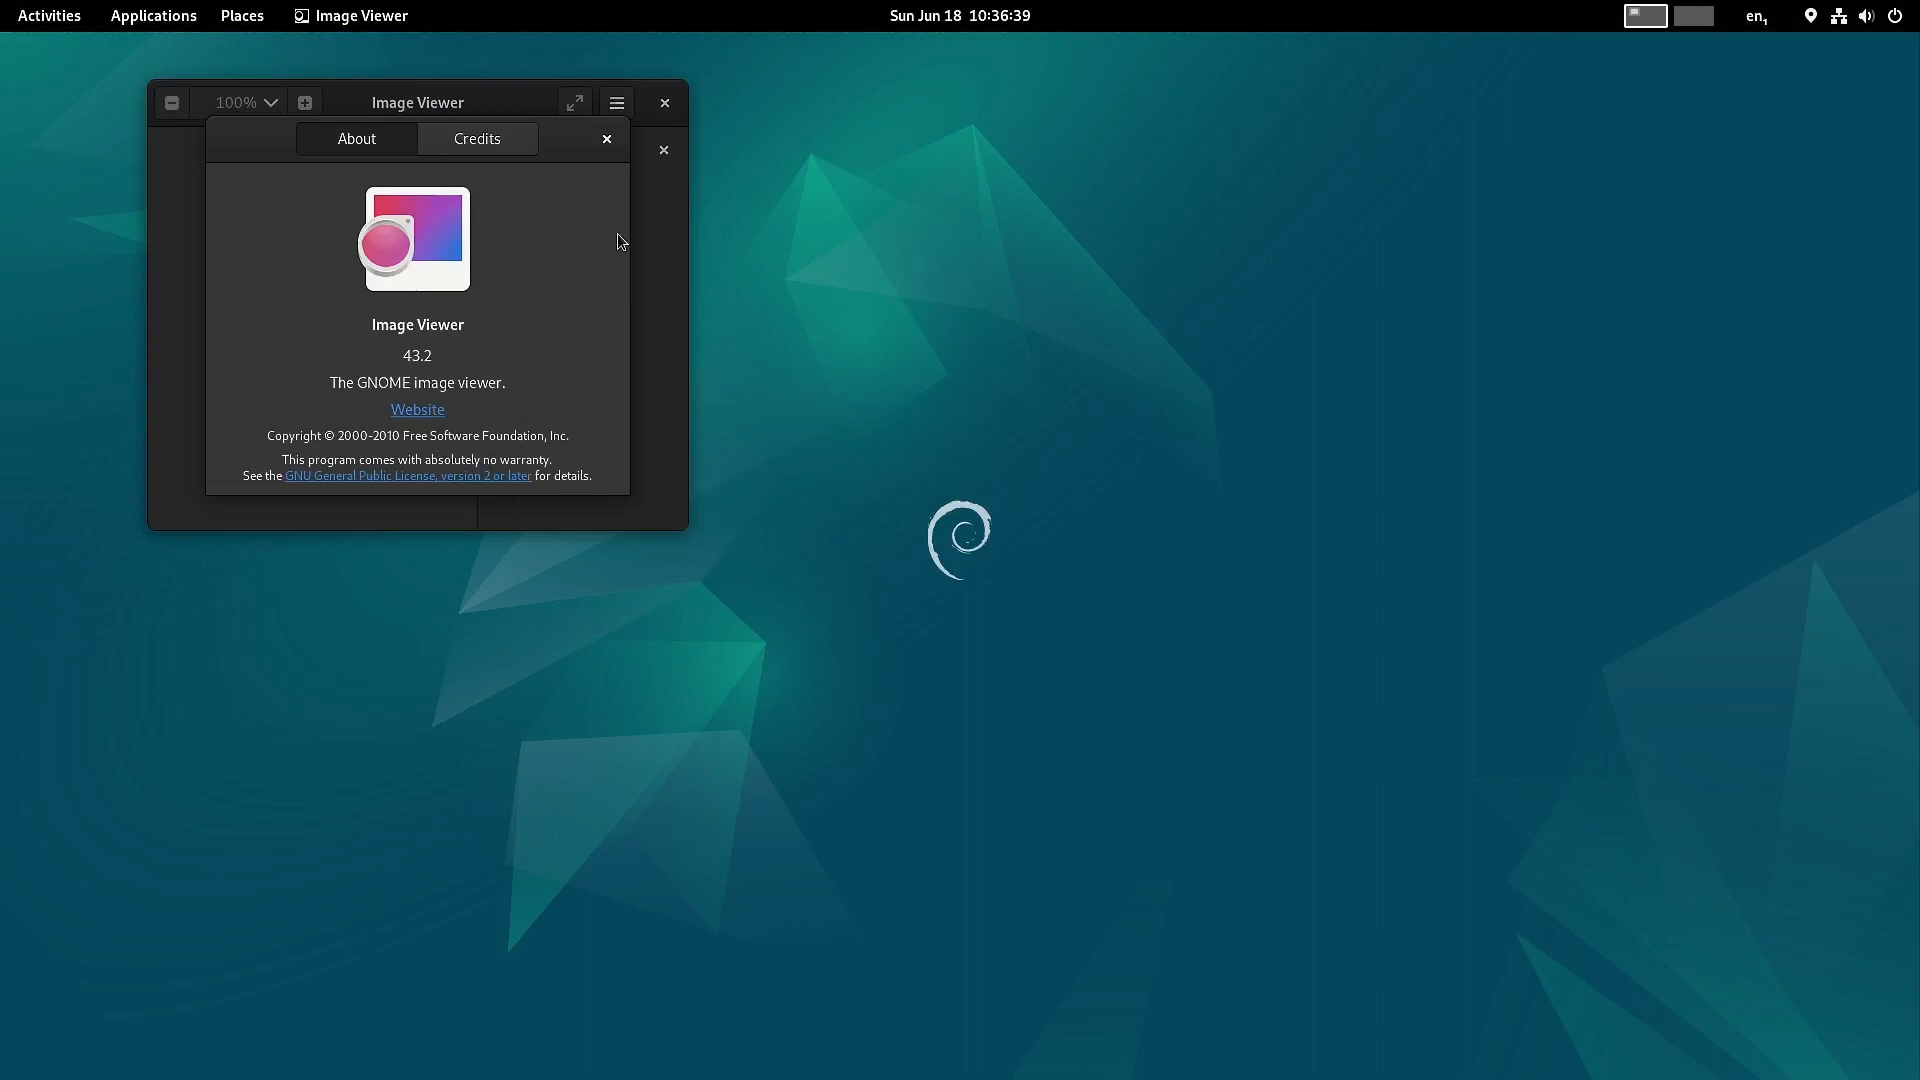 Activities Applications Places Image Viewer Sun Jun 18 10:36:39 en₁
100% Image Viewer
About Credits
Image Viewer
43.2
The GNOME image viewer.
Website
Copyright © 2000-2010 Free Software Foundation, Inc.
This program comes with absolutely no warranty.
See the GNU General Public License, version 2 or later for details.